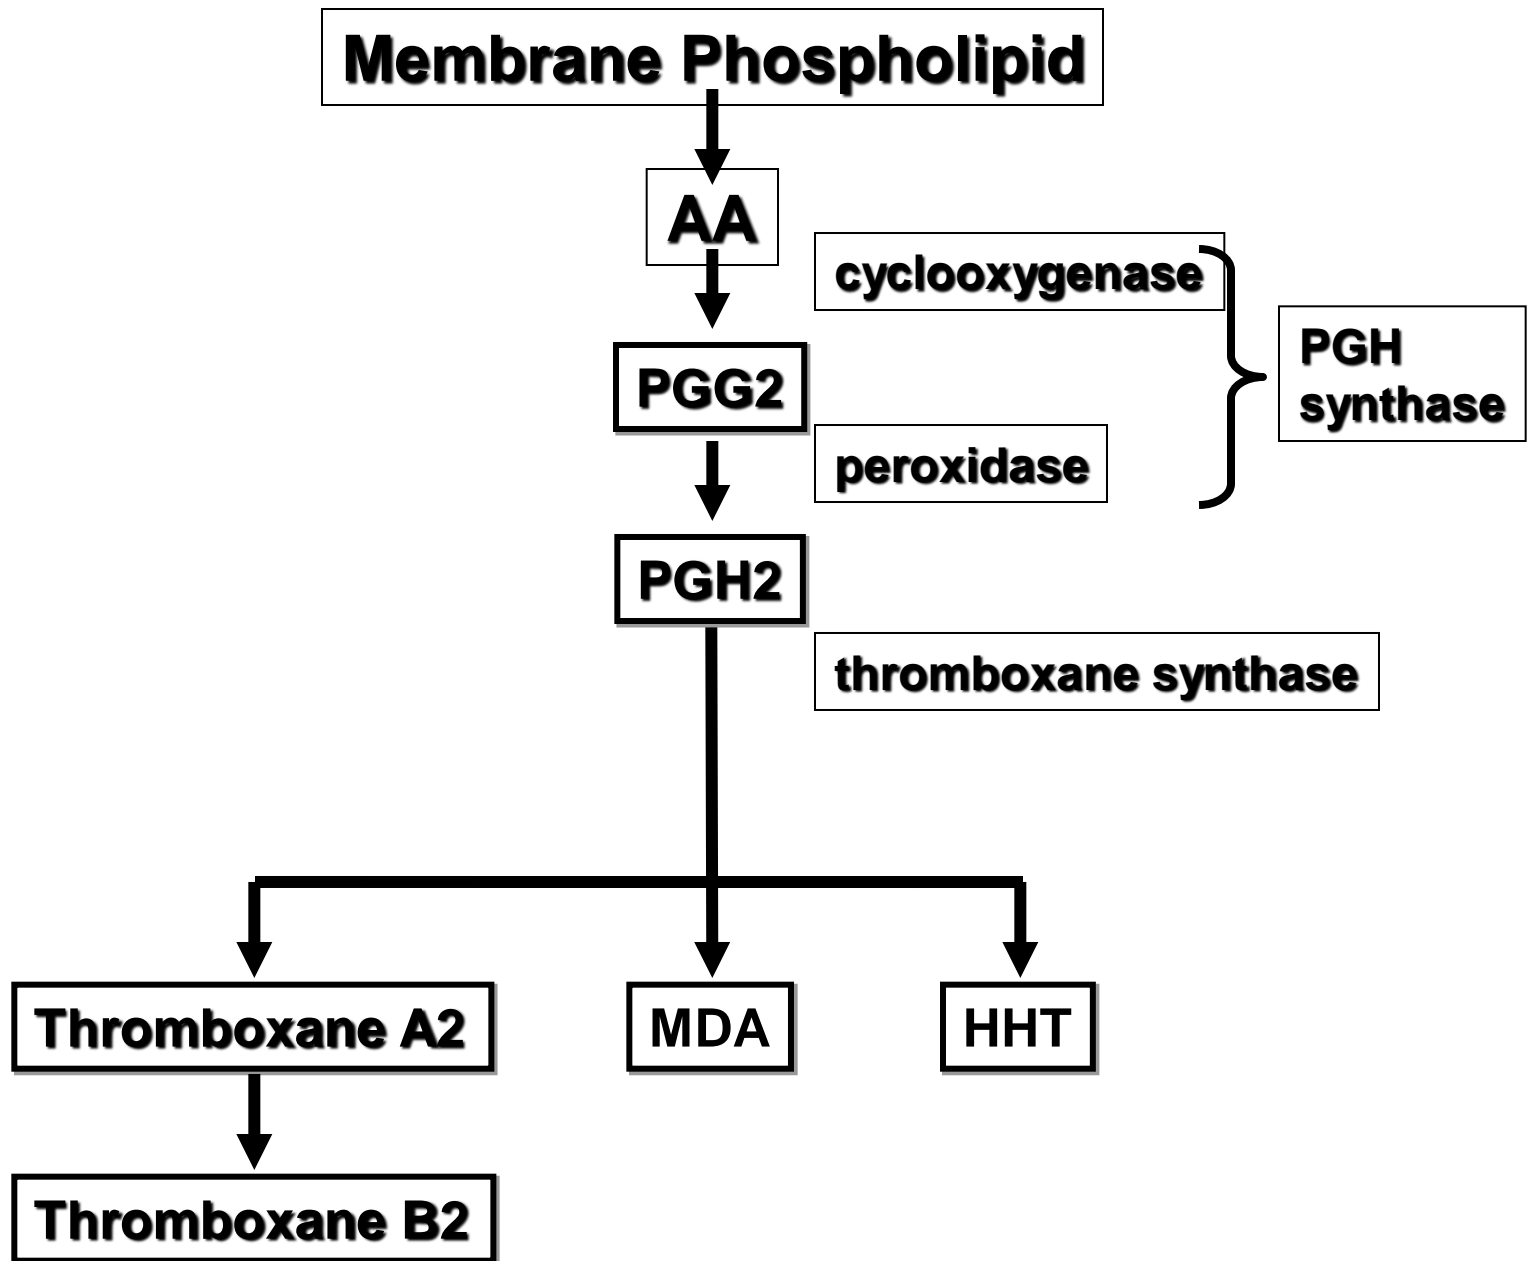 Membrane Phospholipid
AA
cyclooxygenase
PGH
synthase
PGG2
peroxidase
PGH2
thromboxane synthase
Thromboxane A2
MDA
HHT
Thromboxane B2